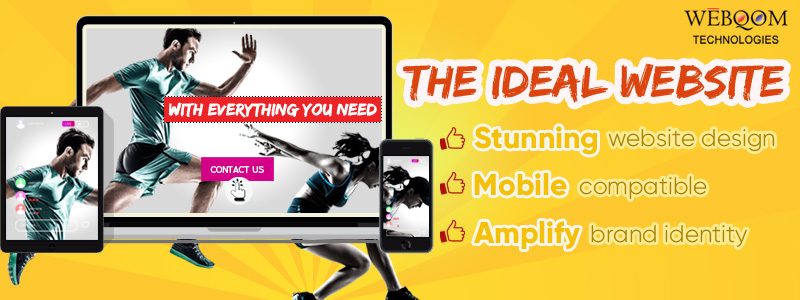 WEBQOM
TECHNOLOGIES
THE IDEAL WEBSITE
WITH EVERYTHING YOU NEED
CONTACT US
Stunning website design
Mobile compatible
Amplify brand identity